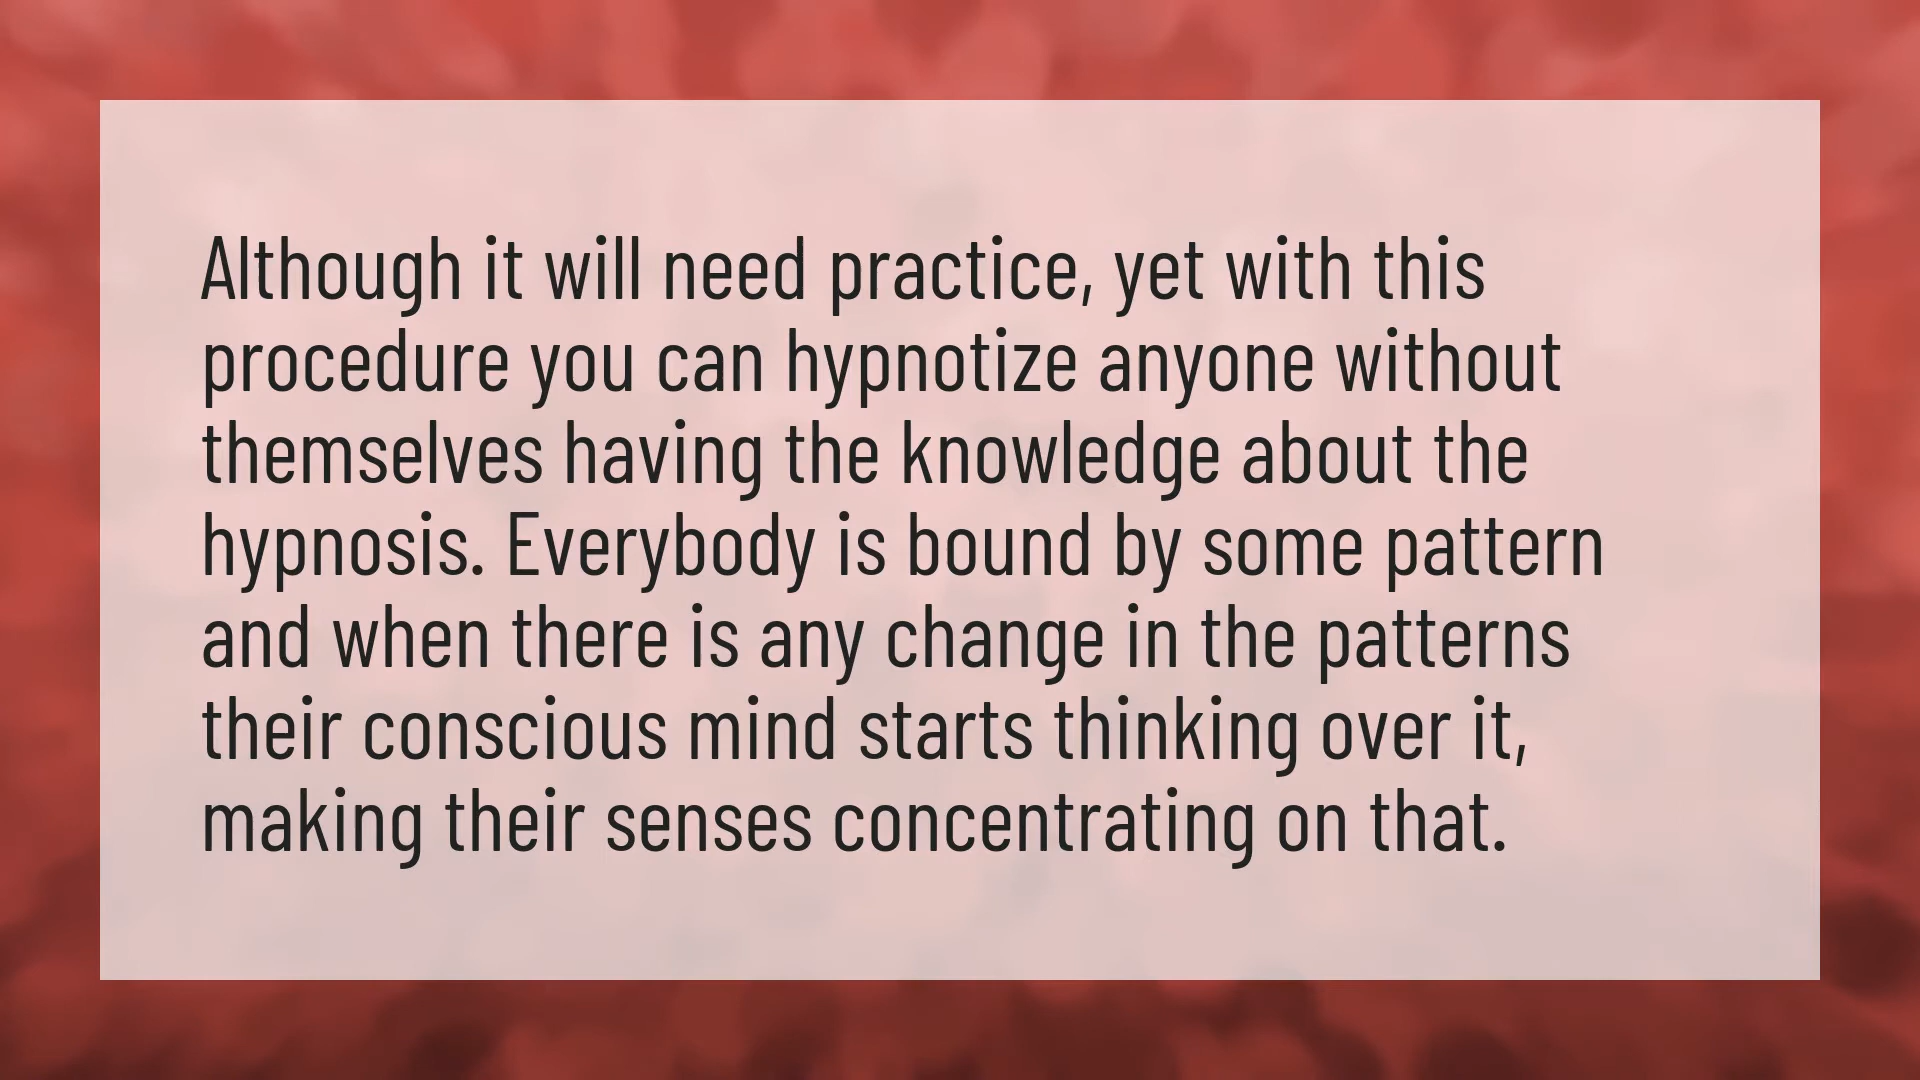 Although it will need practice, yet with this
procedure you can hypnotize anyone without
themselves having the knowledge about the
hypnosis. Everybody is bound by some pattern
and when there is any change in the patterns
their conscious mind starts thinking over it,
making their senses concentrating on that.